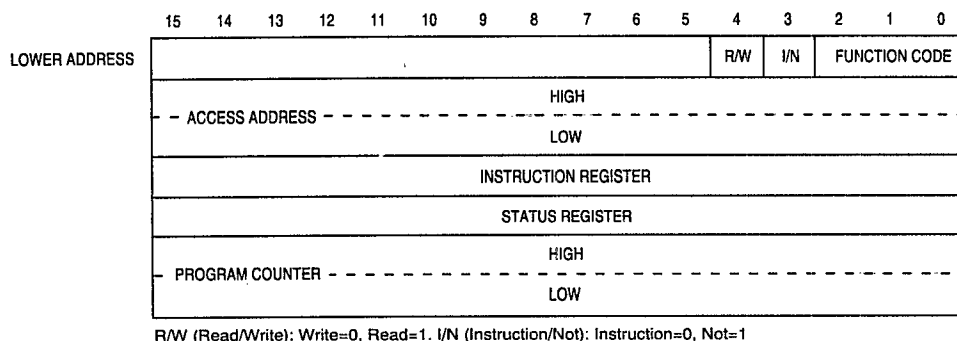 15 14 13 12 11 10 9 8 7 6 5 4 3 2 1 0
LOWER ADDRESS R/W I/N FUNCTION CODE
HIGH
ACCESS ADDRESS
LOW
INSTRUCTION REGISTER
STATUS REGISTER
HIGH
PROGRAM COUNTER
LOW
R/W (Read/Write): Write=0, Read=1. I/N (Instruction/Not): Instruction=0, Not=1